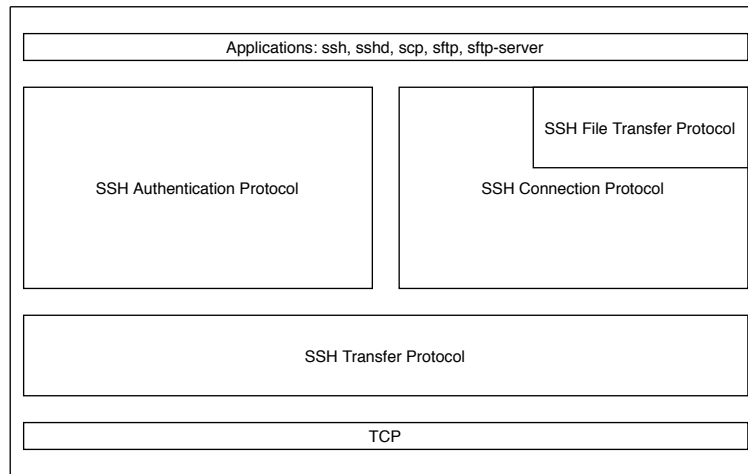 Applications: ssh, sshd, scp, sftp, sftp-server
SSH File Transfer Protocol
SSH Authentication Protocol
SSH Connection Protocol
SSH Transfer Protocol
TCP